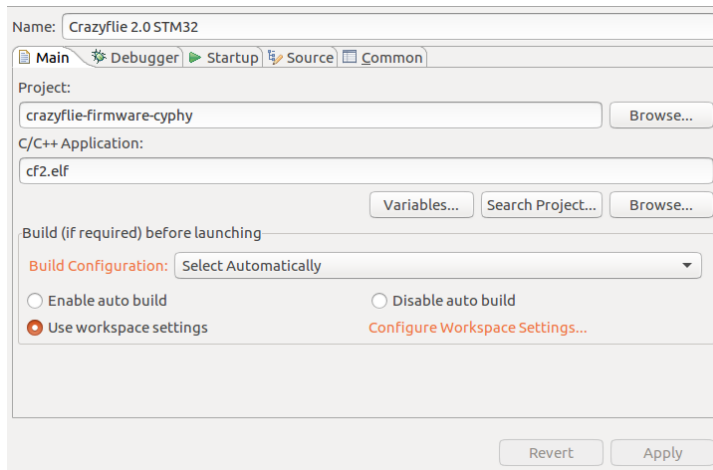 Name: Crazyflie 2.0 STM32
Main Debugger Startup Source Common
Project:
crazyflie-firmware-cyphy Browse...
C/C++ Application:
cf2.elf
Variables... Search Project... Browse...
Build (if required) before launching
Build Configuration: Select Automatically
Enable auto build Disable auto build
Use workspace settings Configure Workspace Settings...
Revert Apply